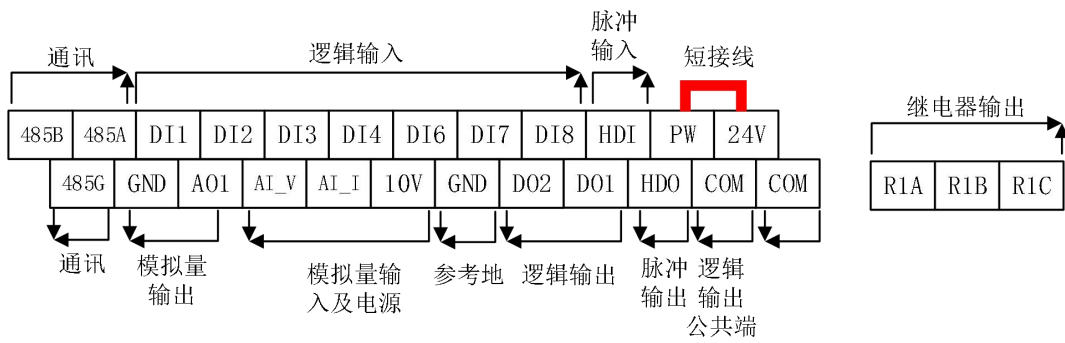 通讯
逻辑输入
脉冲
输入
短接线
继电器输出
485B 485A DI1 DI2 DI3 DI4 DI6 DI7 DI8 HDI PW 24V
485G GND AO1 AI_V AI_I 10V GND DO2 DO1 HDO COM COM
R1A R1B R1C
通讯
模拟量
输出
模拟量输
入及电源
参考地
逻辑输出
脉冲
输出
逻辑
输出
公共端